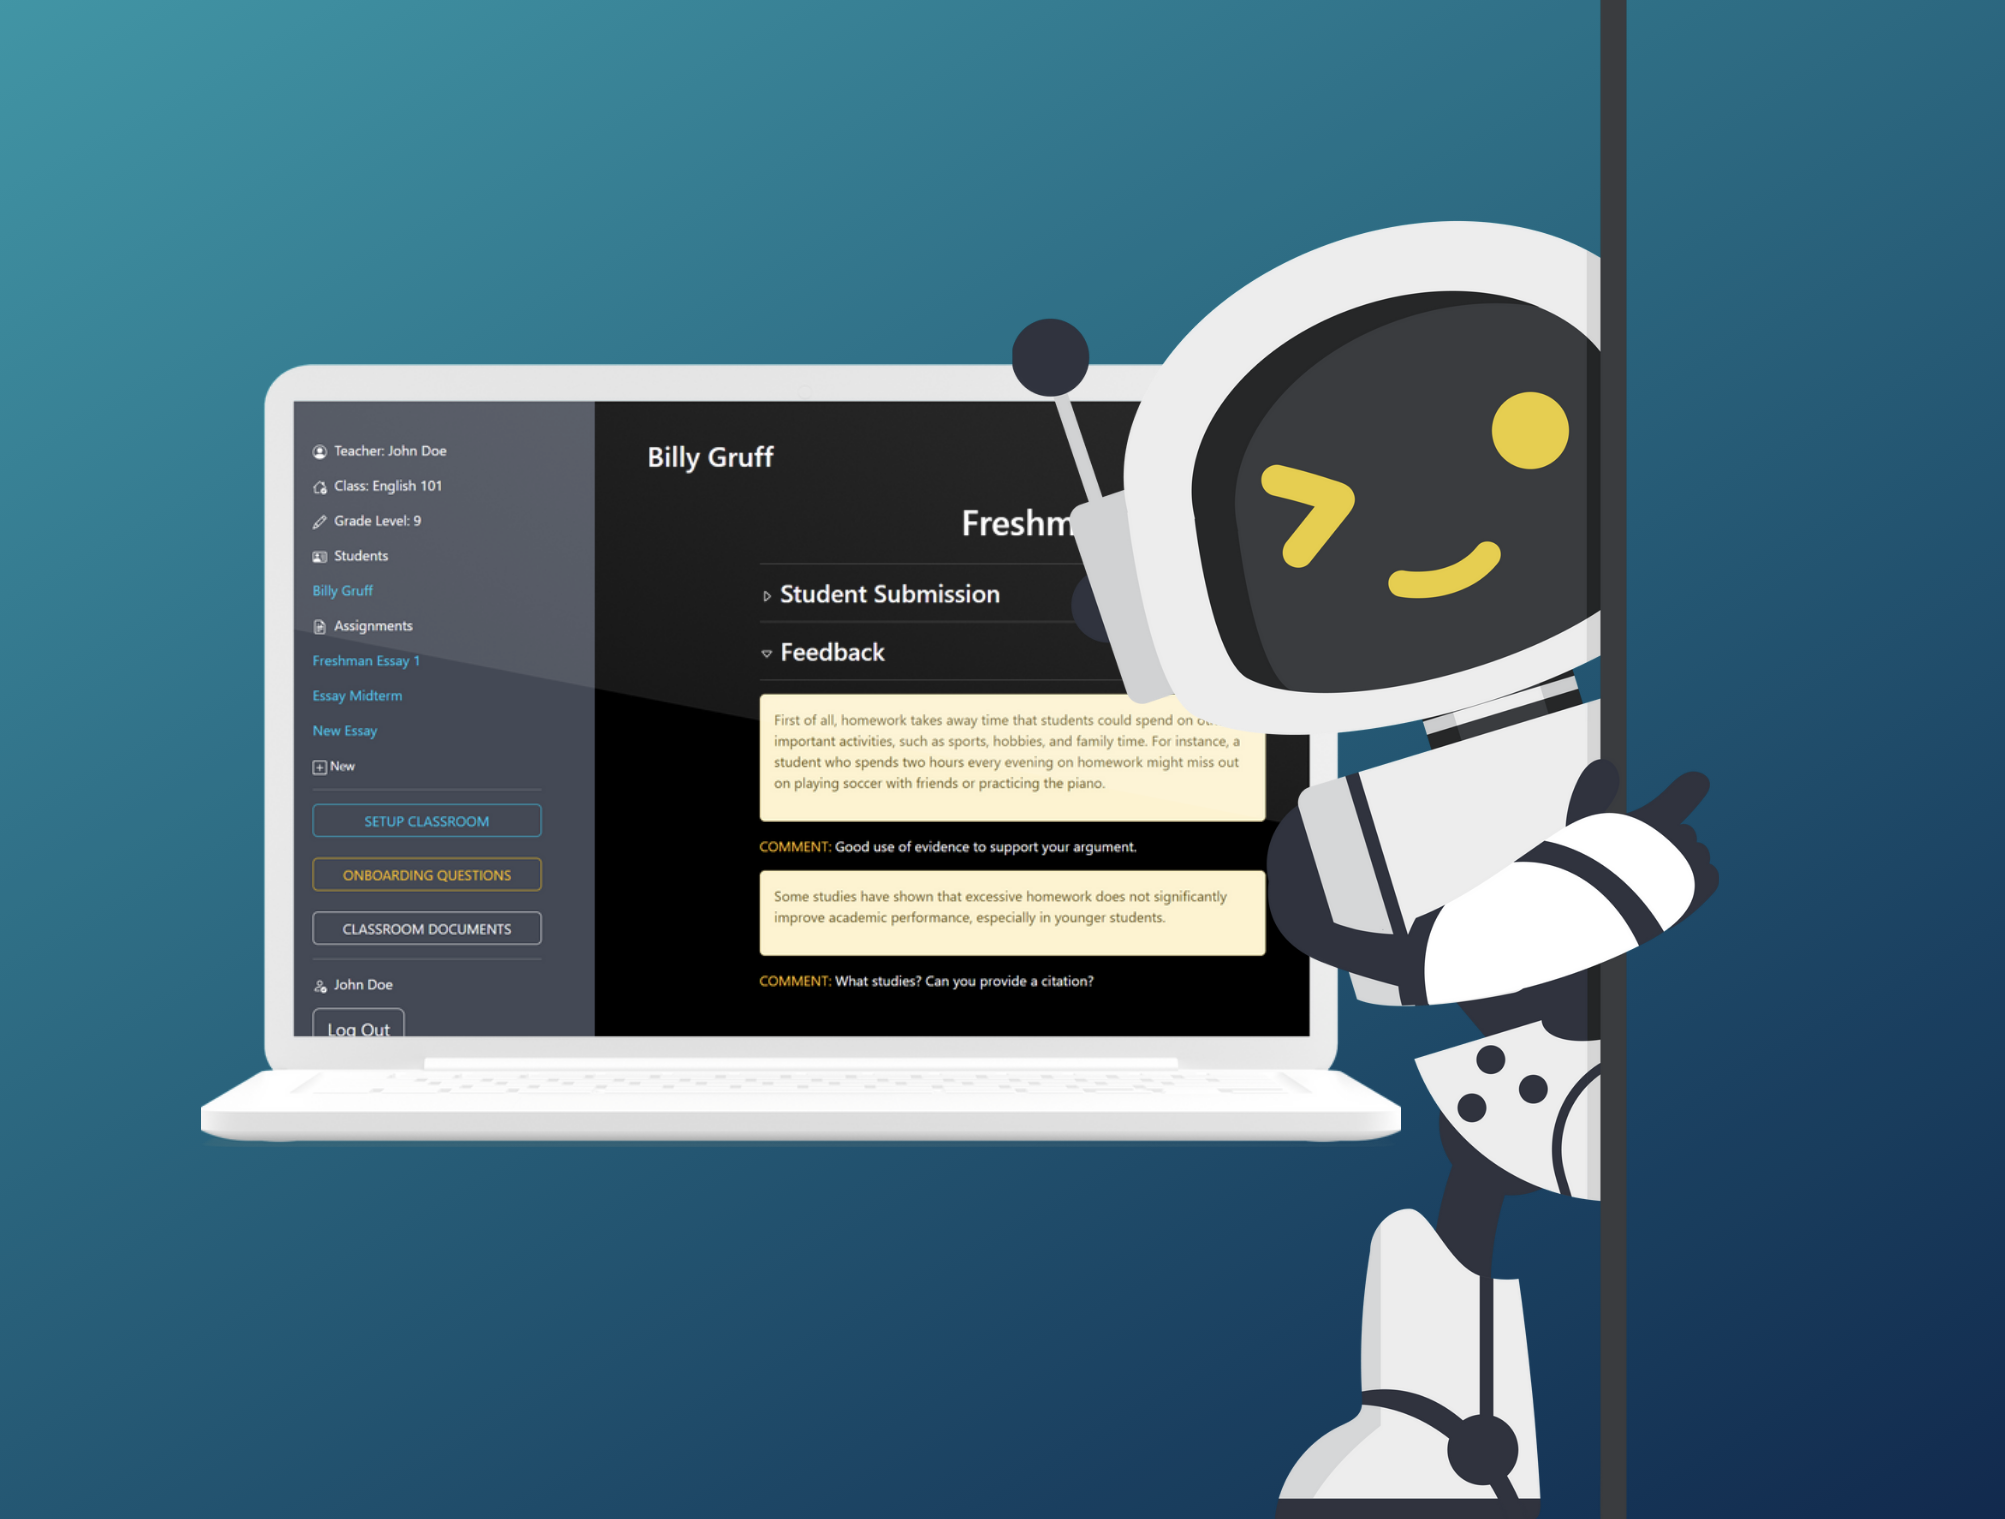 Teacher: John Doe
Class: English 101
Grade Level: 9
Students
Billy Gruff
Assignments
Freshman Essay 1
Essay Midterm
New Essay
New
SETUP CLASSROOM
ONBOARDING QUESTIONS
CLASSROOM DOCUMENTS
John Doe
Log Out
Billy Gruff
Freshm
Student Submission
Feedback
First of all, homework takes away time that students could spend on
important activities, such as sports, hobbies, and family time. For instance, a
student who spends two hours every evening on homework might miss out
on playing soccer with friends or practicing the piano.
COMMENT: Good use of evidence to support your argument.
Some studies have shown that excessive homework does not significantly
improve academic performance, especially in younger students.
COMMENT: What studies? Can you provide a citation?